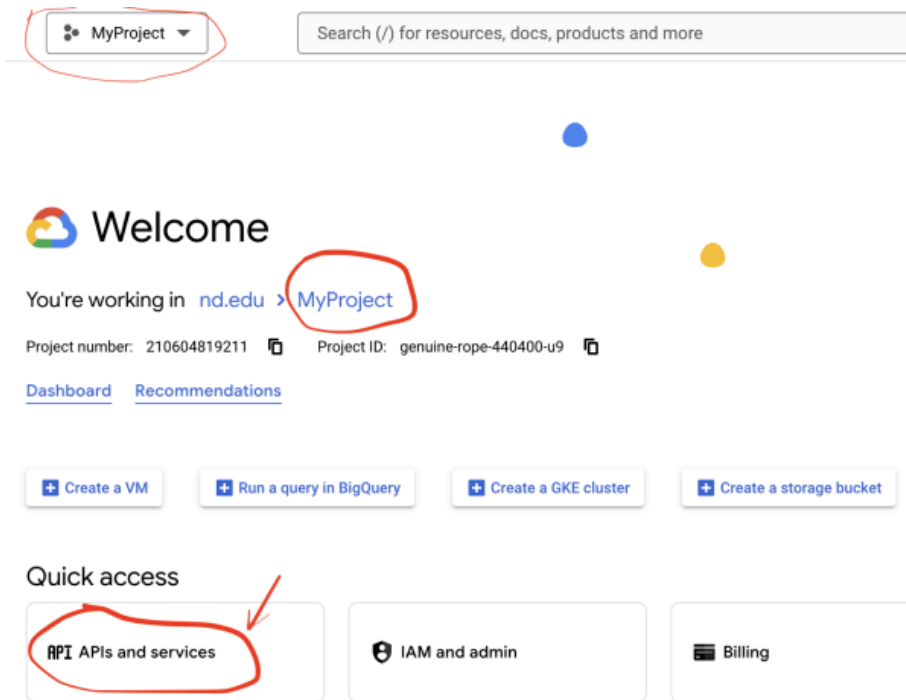 MyProject Search (/) for resources, docs, products and more
Welcome
You're working in nd.edu > MyProject
Project number: 210604819211 Project ID: genuine-rope-440400-u9
Dashboard Recommendations
Create a VM Run a query in BigQuery Create a GKE cluster Create a storage bucket
Quick access
API APIs and services IAM and admin Billing